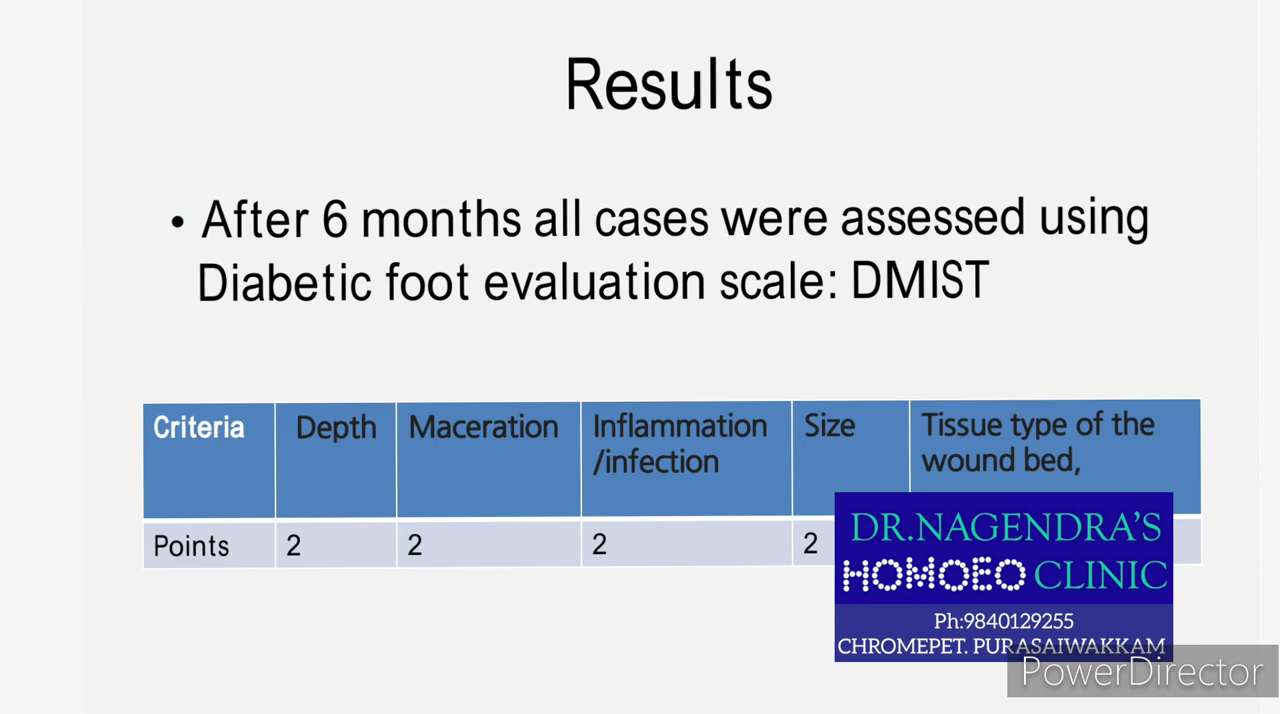 Results
• After 6 months all cases were assessed using
Diabetic foot evaluation scale: DMIST
Criteria Depth Maceration Inflammation /infection Size Tissue type of the wound bed,
Points 2 2 2 2
DR.NAGENDRA'S
HOMOEO CLINIC
Ph:9840129255
CHROMEPET. PURASAIWAKKAM
PowerDirector